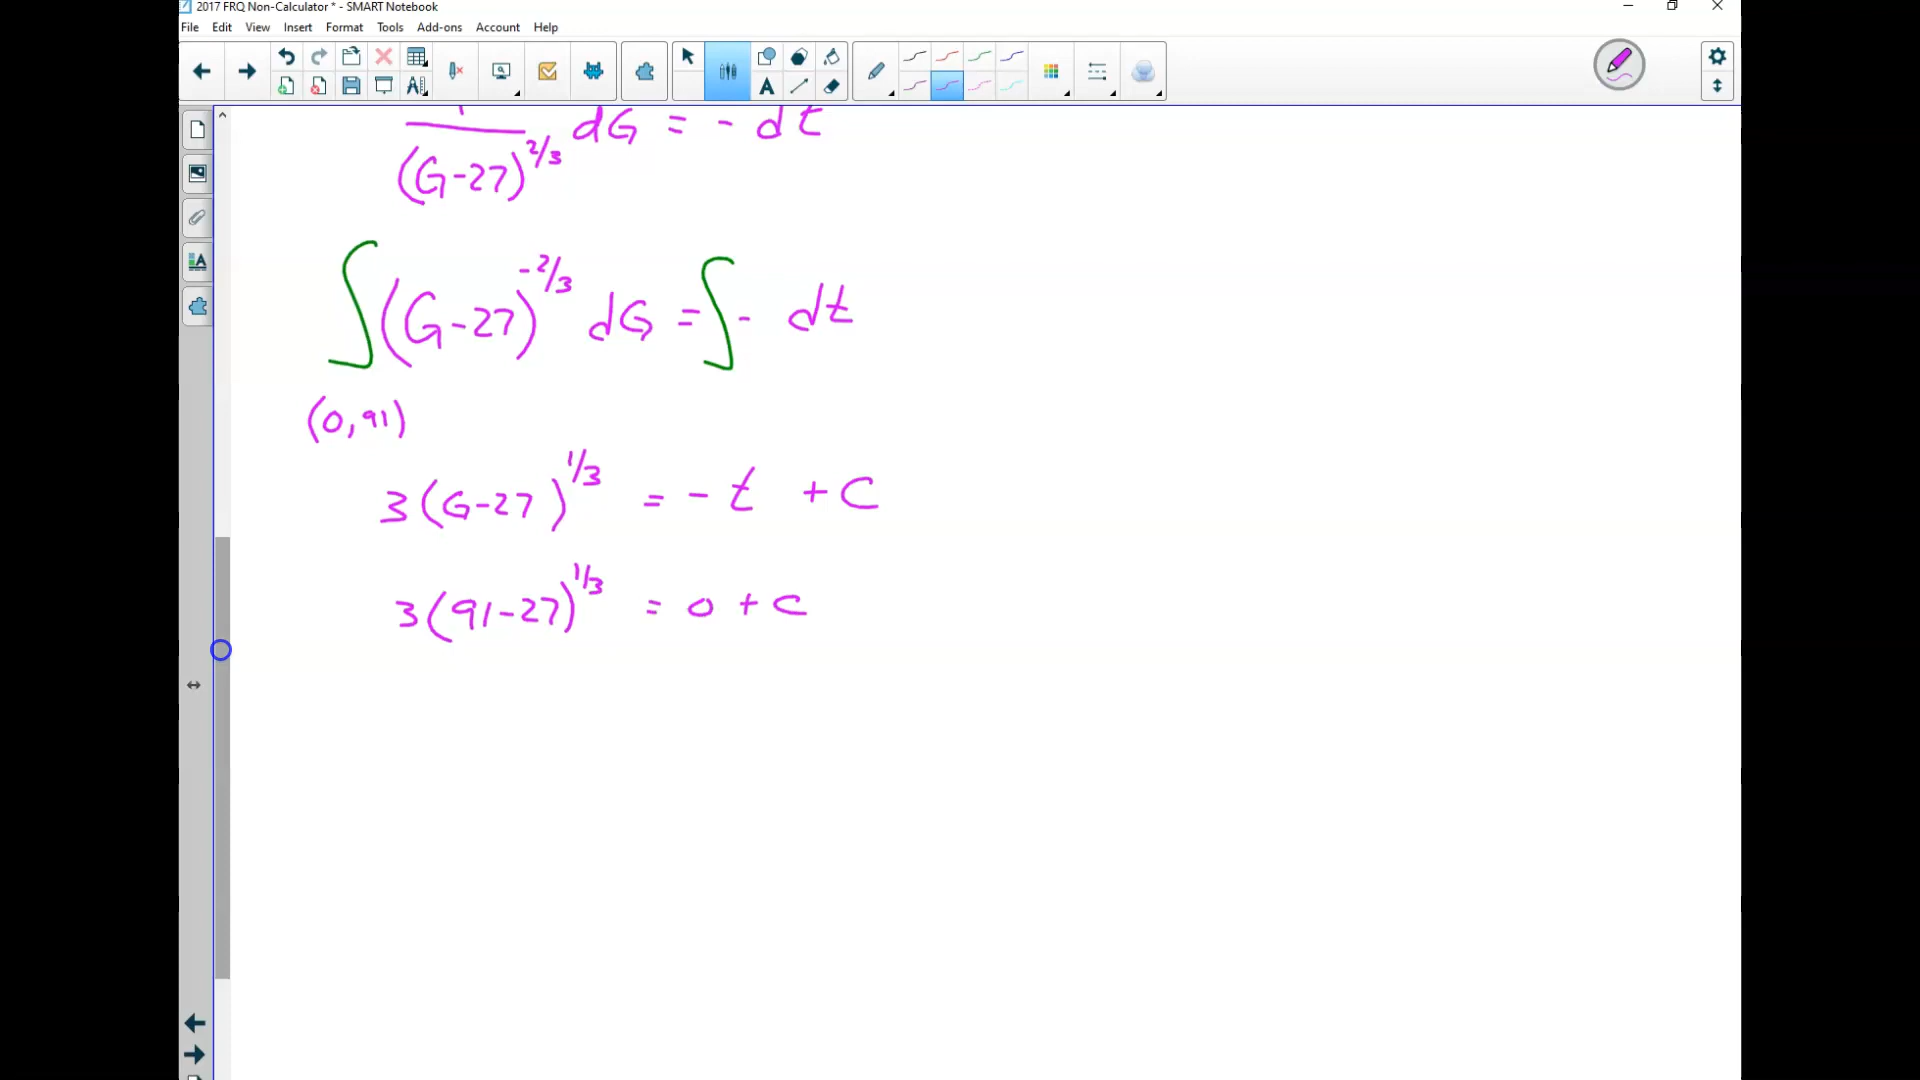 2017 FRQ Non-Calculator * - SMART Notebook
File Edit View Insert Format Tools Add-ons Account Help
1/(G-27)^2/3 dG = - dt
∫(G-27)^-2/3 dG = ∫- dt
(0,91)
3(G-27)^1/3 = - t + C
3(91-27)^1/3 = 0 + C